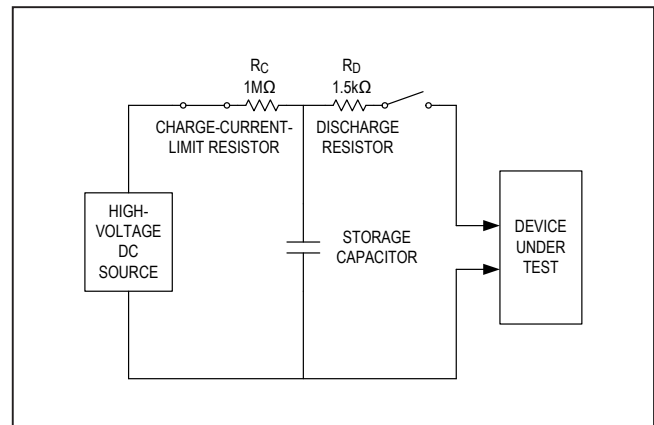 RC
1MΩ
RD
1.5kΩ
CHARGE-CURRENT-
LIMIT RESISTOR
DISCHARGE
RESISTOR
HIGH-
VOLTAGE
DC
SOURCE
STORAGE
CAPACITOR
DEVICE
UNDER
TEST